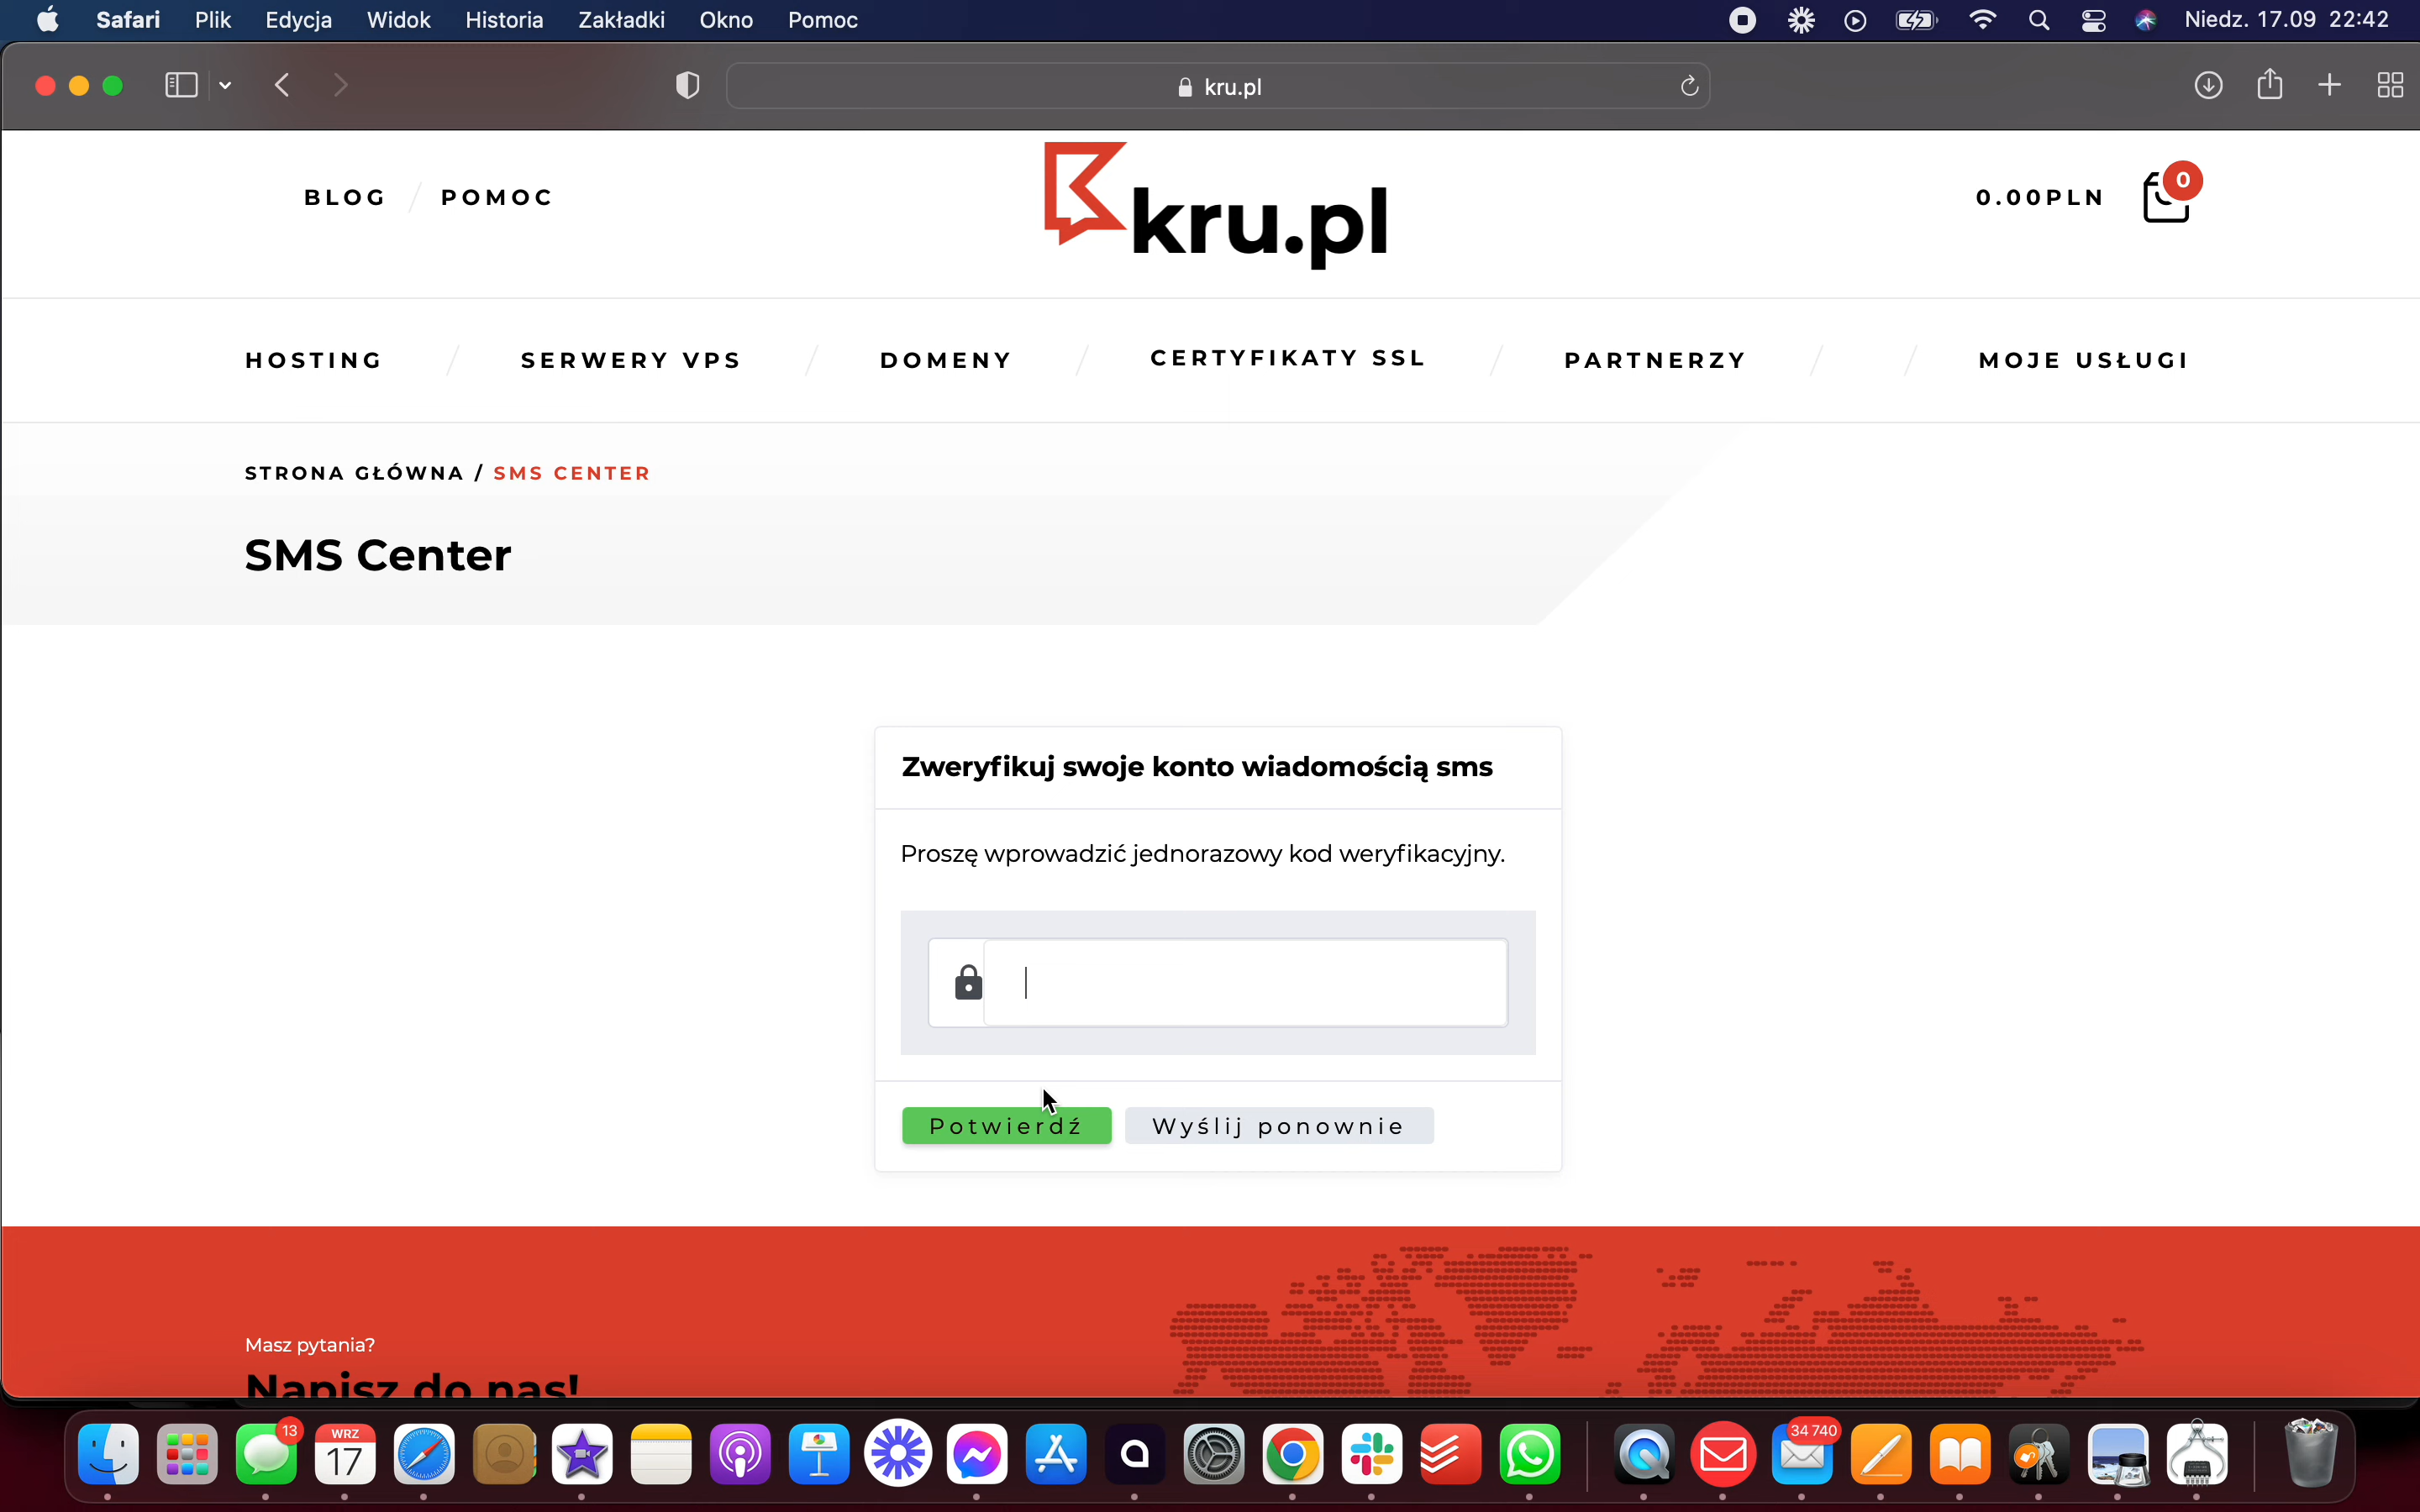 Safari Plik Edycja Widok Historia Zakładki Okno Pomoc Niedz. 17.09 22:42
kru.pl
BLOG / POMOC
kru.pl
0.00PLN 0
HOSTING / SERWERY VPS / DOMENY / CERTYFIKATY SSL / PARTNERZY / / MOJE USŁUGI
STRONA GŁÓWNA / SMS CENTER
SMS Center
Zweryfikuj swoje konto wiadomością sms
Proszę wprowadzić jednorazowy kod weryfikacyjny.
Potwierdź Wyślij ponownie
Masz pytania?
Napisz do nas!
13 WRZ 34 740
17